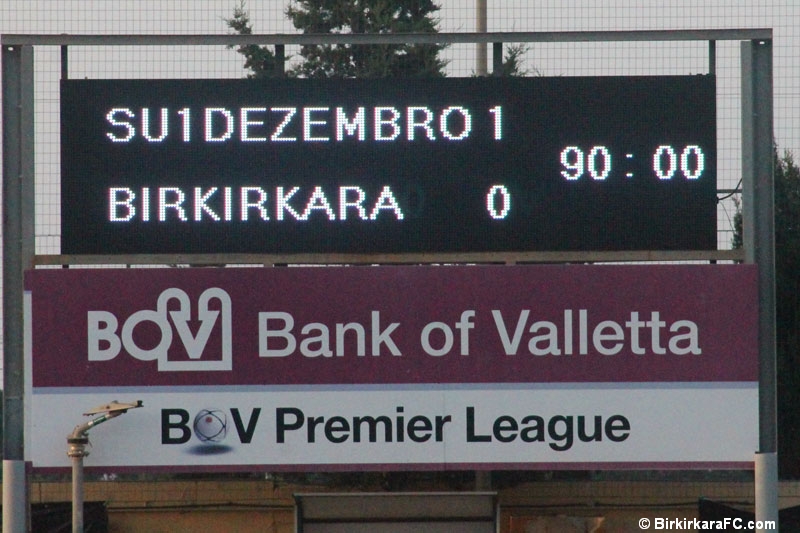 SU1DEZEMBRO 1
90:00
BIRKIRKARA 0
BOV Bank of Valletta
BOV Premier League
© BirkirkaraFC.com